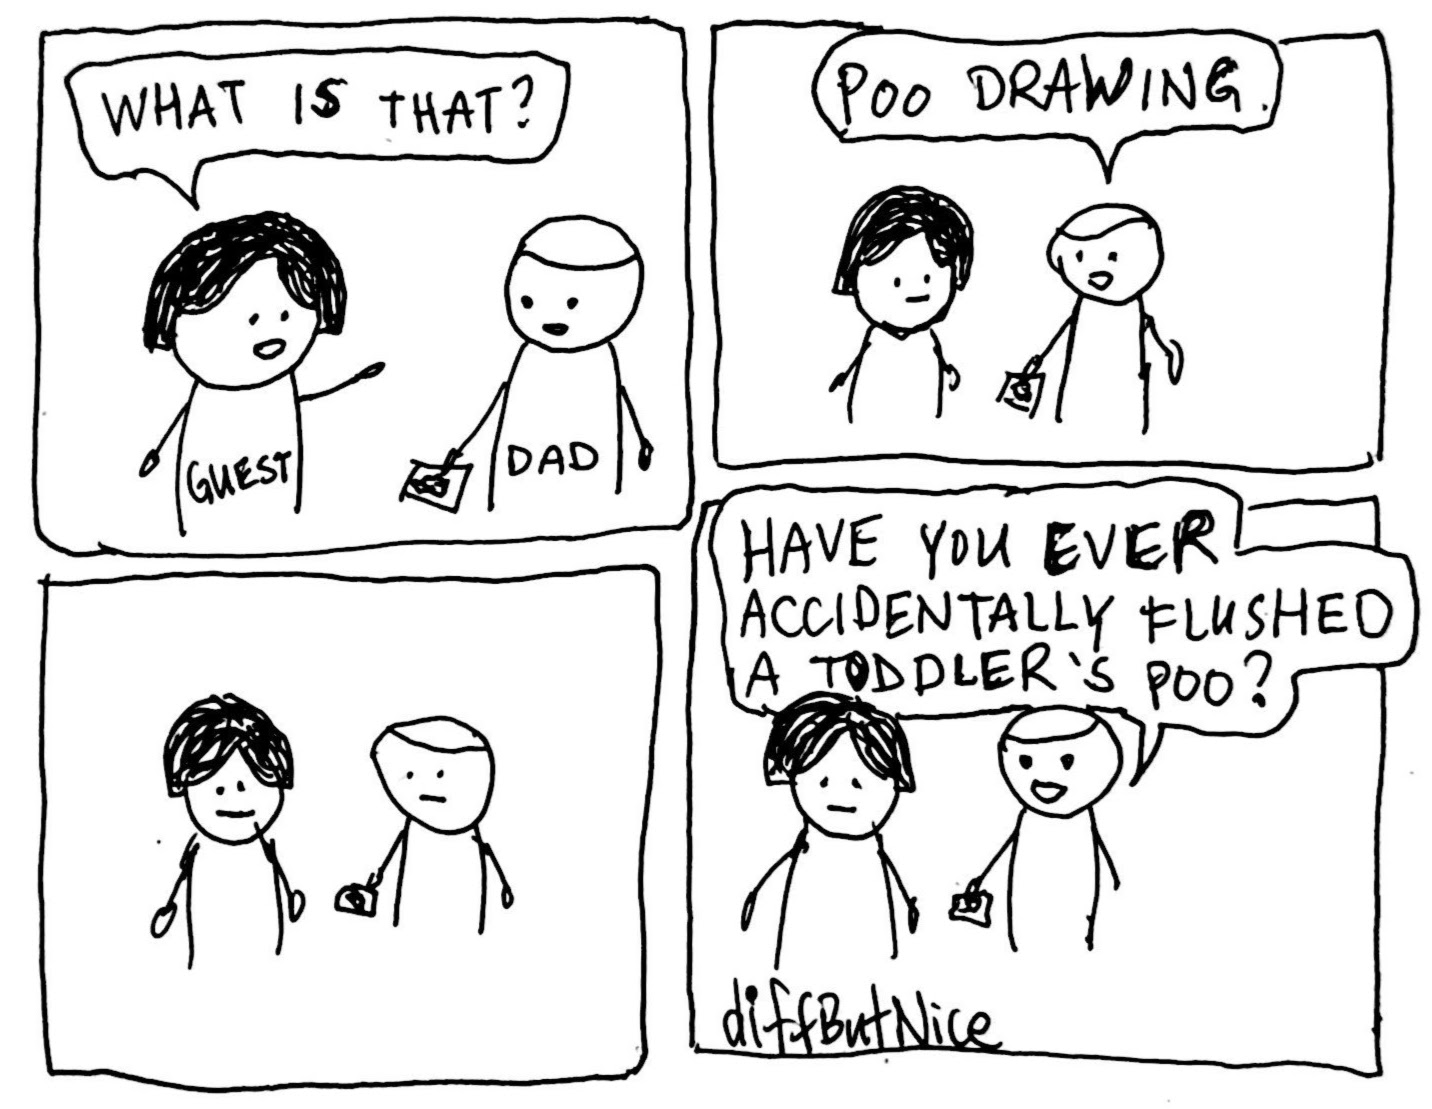 WHAT IS THAT?
GUEST
DAD
POO DRAWING.
HAVE YOU EVER
ACCIDENTALLY FLUSHED
A TODDLER'S POO?
diffButNice